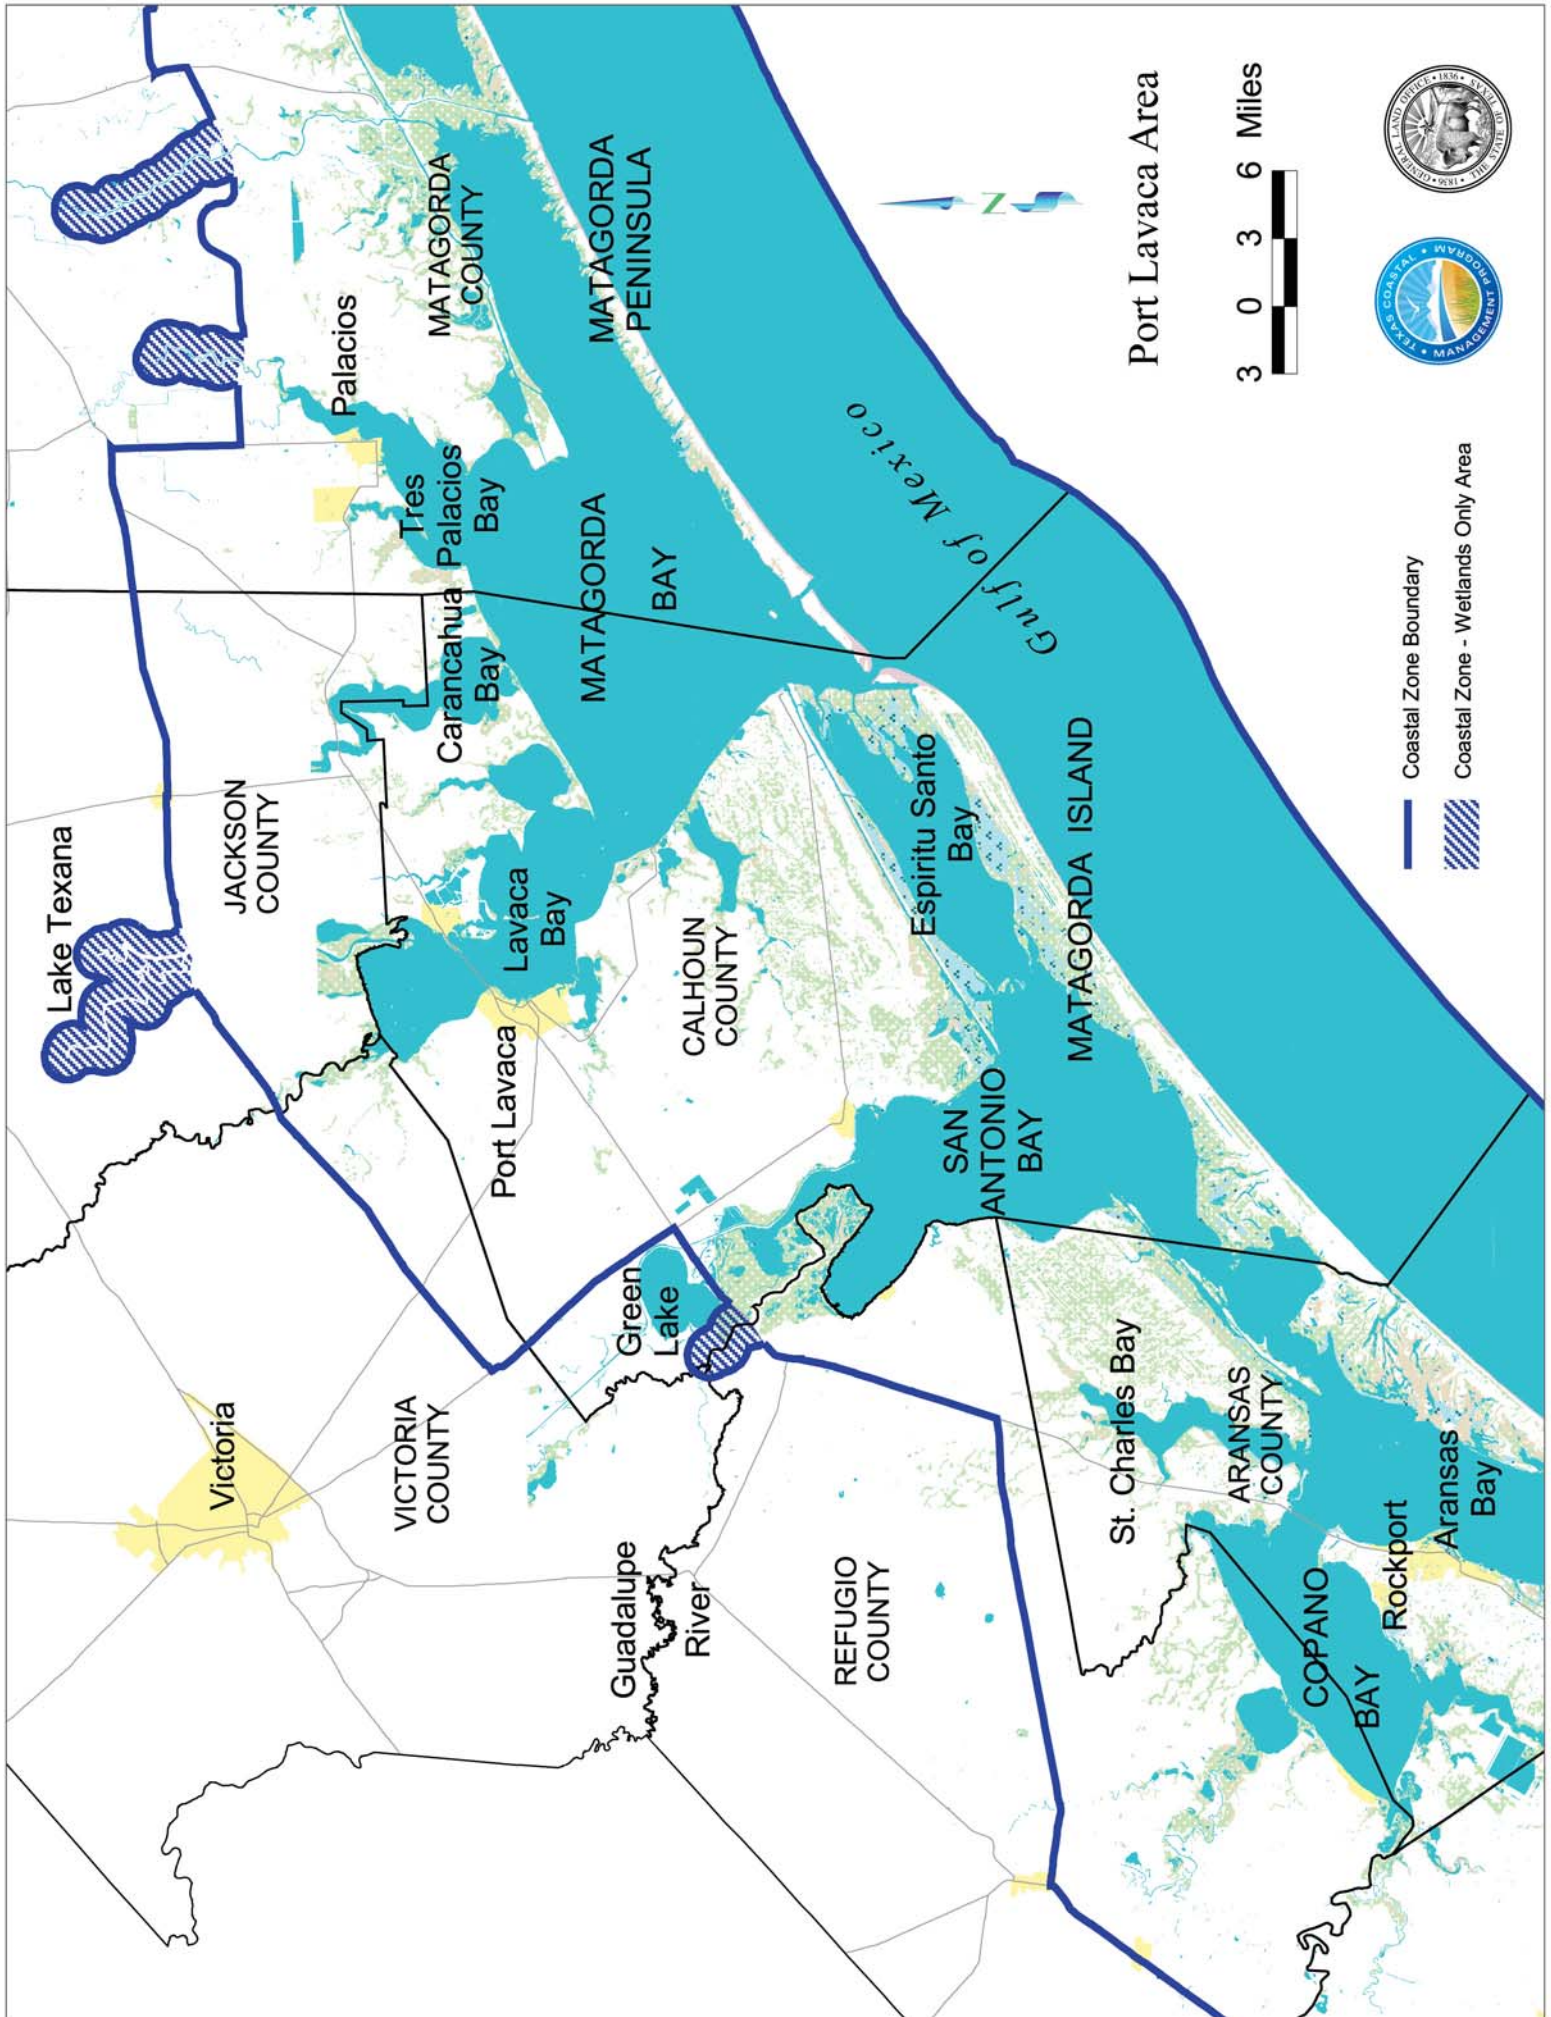 Lake Texana
JACKSON
COUNTY
Palacios
MATAGORDA
COUNTY
Tres
Palacios
Bay
Carancahua
Bay
MATAGORDA
PENINSULA
MATAGORDA
BAY
Victoria
VICTORIA
COUNTY
Port Lavaca
Lavaca
Bay
Green
Lake
CALHOUN
COUNTY
Guadalupe
River
Espiritu Santo
Bay
Gulf of Mexico
REFUGIO
COUNTY
SAN
ANTONIO
BAY
MATAGORDA ISLAND
St. Charles Bay
ARANSAS
COUNTY
COPANO
BAY
Rockport
Aransas
Bay
N
Port Lavaca Area
3 0 3 6 Miles
Coastal Zone Boundary
Coastal Zone - Wetlands Only Area
TEXAS COASTAL • MANAGEMENT PROGRAM •
GENERAL LAND OFFICE • 1836 • THE STATE OF TEXAS • 1836 •